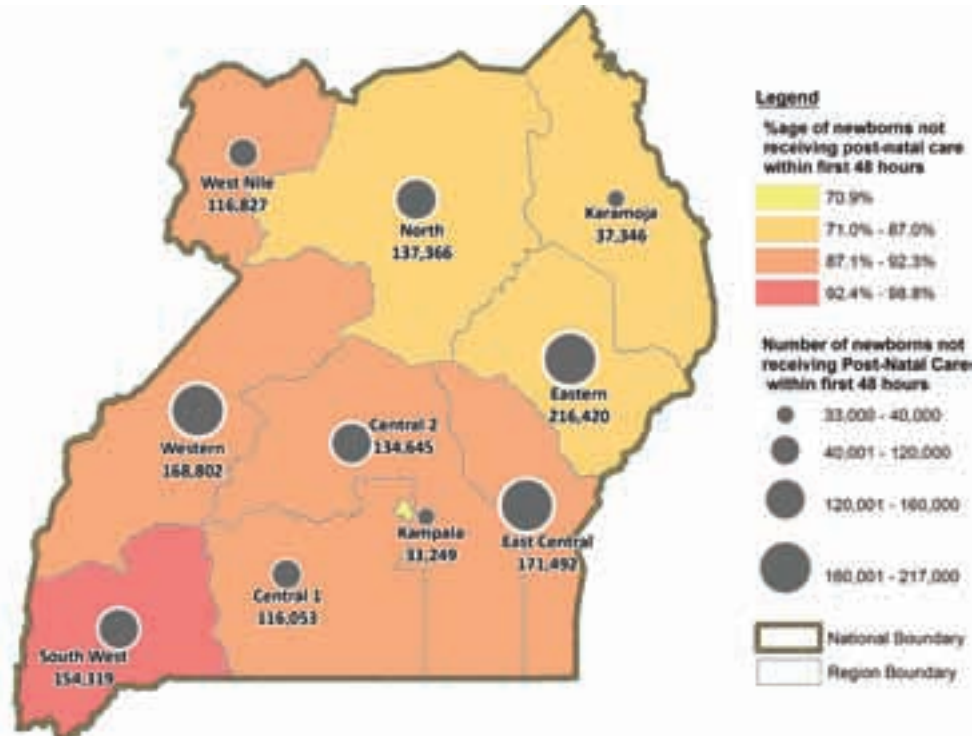 West Nile
116,827
North
137,366
Karamoja
37,346
Eastern
216,420
Western
168,802
Central 2
134,645
Kampala
33,249
East Central
171,492
Central 1
116,053
South West
154,319
Legend
%age of newborns not
receiving post-natal care
within first 48 hours
70.9%
71.0% - 87.0%
87.1% - 92.3%
92.4% - 98.8%
Number of newborns not
receiving Post-Natal Care
within first 48 hours
33,000 - 40,000
40,001 - 120,000
120,001 - 160,000
160,001 - 217,000
National Boundary
Region Boundary